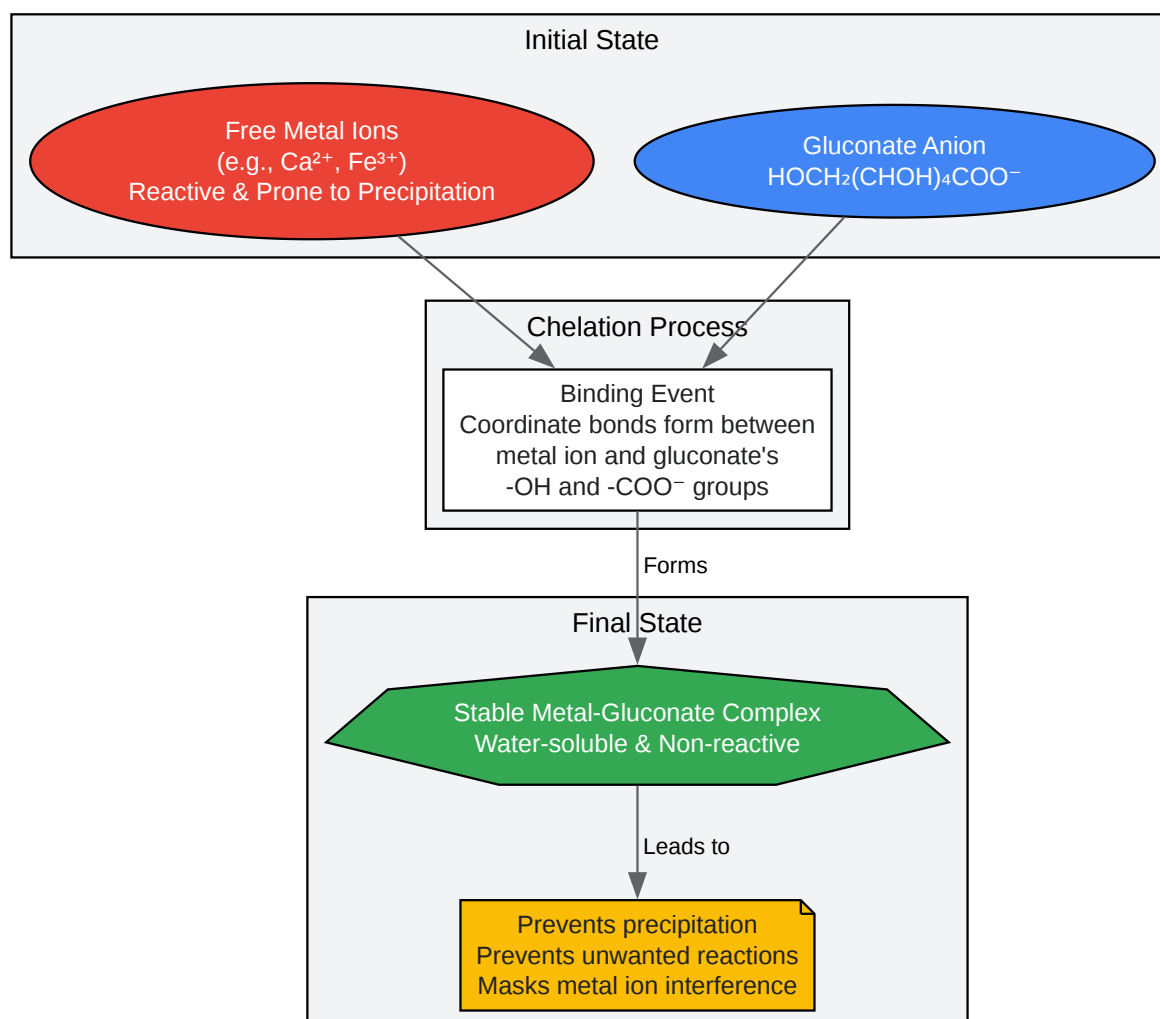 Initial State
Free Metal Ions
(e.g., Ca²⁺, Fe³⁺)
Reactive & Prone to Precipitation
Gluconate Anion
HOCH₂(CHOH)₄COO⁻
Chelation Process
Binding Event
Coordinate bonds form between
metal ion and gluconate's
-OH and -COO⁻ groups
Forms
Final State
Stable Metal-Gluconate Complex
Water-soluble & Non-reactive
Leads to
Prevents precipitation
Prevents unwanted reactions
Masks metal ion interference